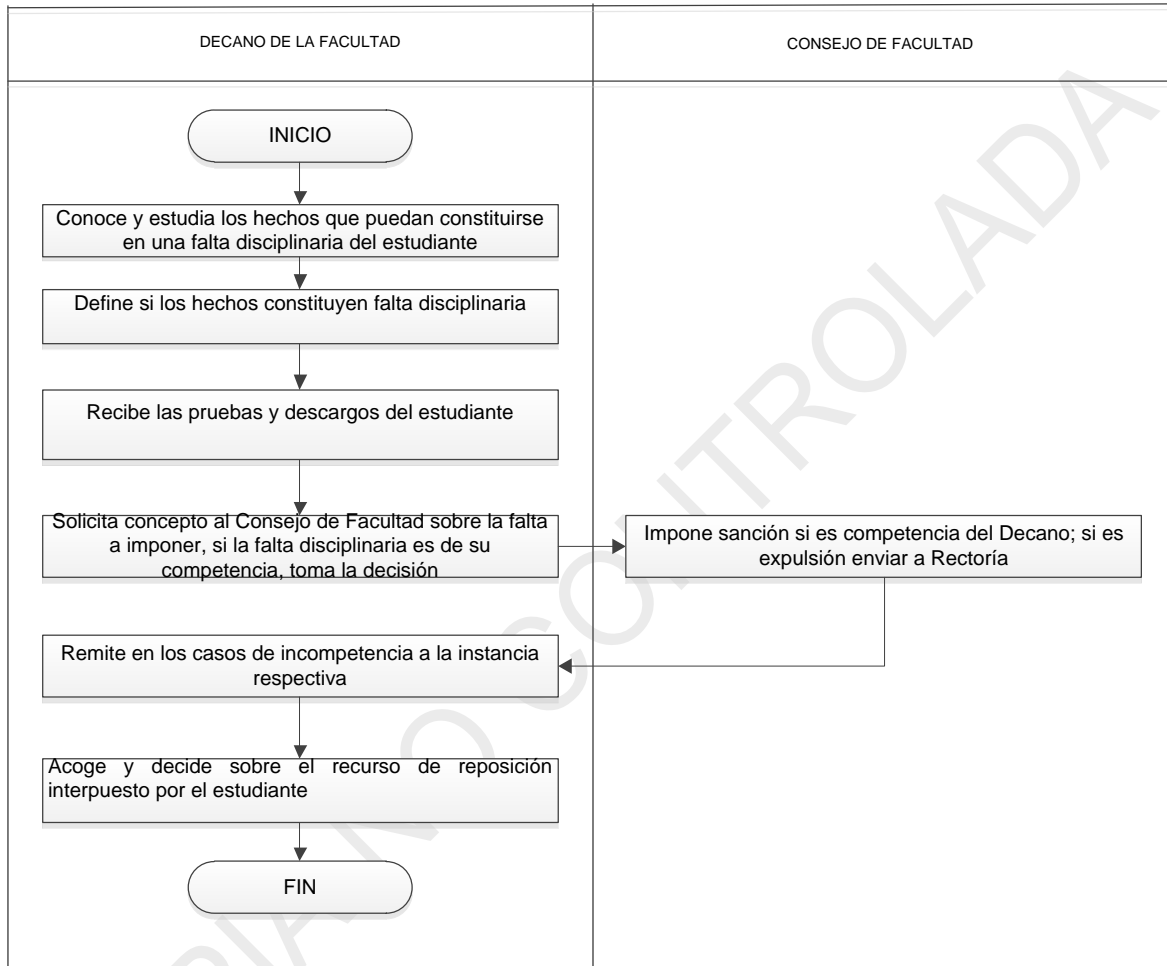 DECANO DE LA FACULTAD
CONSEJO DE FACULTAD
INICIO
Conoce y estudia los hechos que puedan constituirse
en una falta disciplinaria del estudiante
Define si los hechos constituyen falta disciplinaria
Recibe las pruebas y descargos del estudiante
Solicita concepto al Consejo de Facultad sobre la falta
a imponer, si la falta disciplinaria es de su
competencia, toma la decisión
Impone sanción si es competencia del Decano; si es
expulsión enviar a Rectoría
Remite en los casos de incompetencia a la instancia
respectiva
Acoge y decide sobre el recurso de reposición
interpuesto por el estudiante
FIN
CONTROLADA